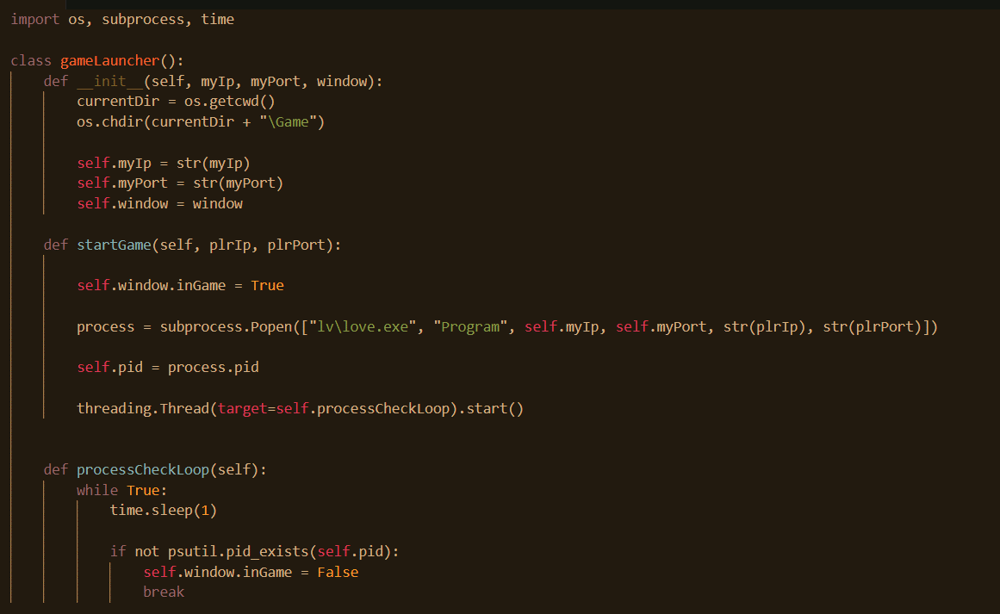 import os, subprocess, time
class gameLauncher():
def __init__(self, myIp, myPort, window):
currentDir = os.getcwd()
os.chdir(currentDir + "\Game")
self.myIp = str(myIp)
self.myPort = str(myPort)
self.window = window
def startGame(self, plrIp, plrPort):
self.window.inGame = True
process = subprocess.Popen(["lv\love.exe", "Program", self.myIp, self.myPort, str(plrIp), str(plrPort)])
self.pid = process.pid
threading.Thread(target=self.processCheckLoop).start()
def processCheckLoop(self):
while True:
time.sleep(1)
if not psutil.pid_exists(self.pid):
self.window.inGame = False
break